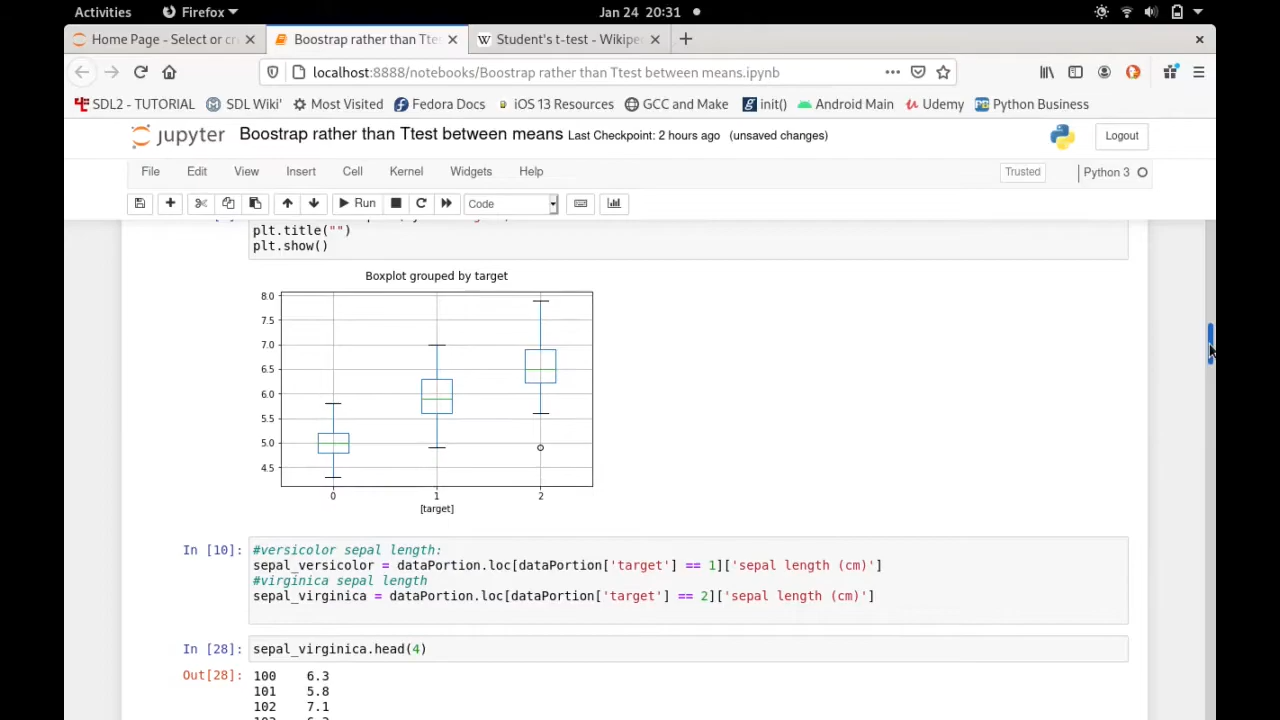 Activities Firefox Jan 24 20:31
Home Page - Select or cr Boostrap rather than Tte Student's t-test - Wikipe
localhost:8888/notebooks/Boostrap rather than Ttest between means.ipynb
SDL2 - TUTORIAL SDL Wiki' Most Visited Fedora Docs iOS 13 Resources GCC and Make init() Android Main Udemy Python Business
jupyter Boostrap rather than Ttest between means Last Checkpoint: 2 hours ago (unsaved changes) Logout
File Edit View Insert Cell Kernel Widgets Help Trusted Python 3
Run Code
plt.title("")
plt.show()
Boxplot grouped by target
8.0
7.5
7.0
6.5
6.0
5.5
5.0
4.5
0 1 2
[target]
In [10]: #versicolor sepal length:
sepal_versicolor = dataPortion.loc[dataPortion['target'] == 1]['sepal length (cm)']
#virginica sepal length
sepal_virginica = dataPortion.loc[dataPortion['target'] == 2]['sepal length (cm)']
In [28]: sepal_virginica.head(4)
Out[28]: 100 6.3
101 5.8
102 7.1